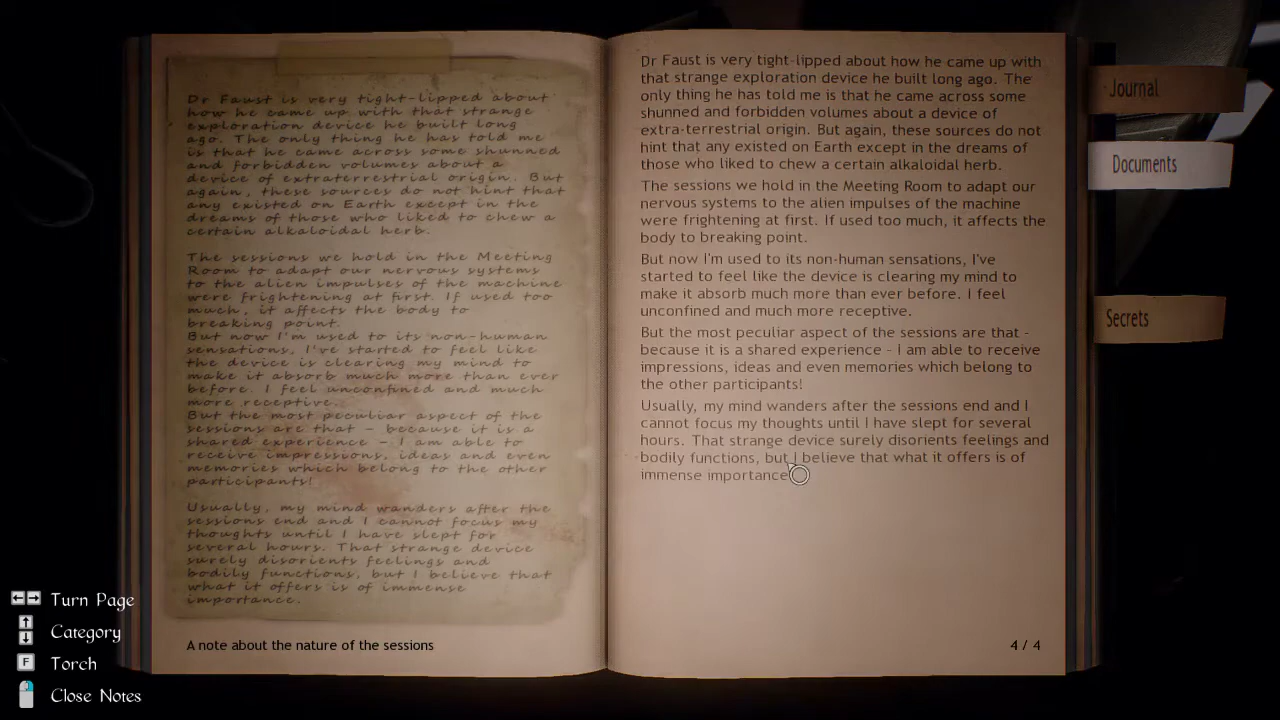 Dr Faust is very tight-lipped about
how he came up with that strange
exploration device he built long
ago. The only thing he has told me
is that he came across some shunned
and forbidden volumes about a
device of extraterrestrial origin. But
again, these sources do not hint that
any existed on Earth except in the
dreams of those who liked to chew a
certain alkaloidal herb.
The sessions we hold in the Meeting
Room to adapt our nervous systems
to the alien impulses of the machine
were frightening at first. If used too
much, it affects the body to
breaking point.
But now I'm used to its non-human
sensations, I've started to feel like
the device is clearing my mind to
make it absorb much more than ever
before. I feel unconfined and much
more receptive.
But the most peculiar aspect of the
sessions are that - because it is a
shared experience - I am able to
receive impressions, ideas and even
memories which belong to the other
participants!
Usually, my mind wanders after the
sessions end and I cannot focus my
thoughts until I have slept for
several hours. That strange device
surely disorients feelings and
bodily functions, but I believe that
what it offers is of immense
importance.
A note about the nature of the sessions
Dr Faust is very tight-lipped about how he came up with
that strange exploration device he built long ago. The
only thing he has told me is that he came across some
shunned and forbidden volumes about a device of
extra-terrestrial origin. But again, these sources do not
hint that any existed on Earth except in the dreams of
those who liked to chew a certain alkaloidal herb.
The sessions we hold in the Meeting Room to adapt our
nervous systems to the alien impulses of the machine
were frightening at first. If used too much, it affects the
body to breaking point.
But now I'm used to its non-human sensations, I've
started to feel like the device is clearing my mind to
make it absorb much more than ever before. I feel
unconfined and much more receptive.
But the most peculiar aspect of the sessions are that -
because it is a shared experience - I am able to receive
impressions, ideas and even memories which belong to
the other participants!
Usually, my mind wanders after the sessions end and I
cannot focus my thoughts until I have slept for several
hours. That strange device surely disorients feelings and
bodily functions, but I believe that what it offers is of
immense importance
4 / 4
Journal
Documents
Secrets
Turn Page
Category
F Torch
Close Notes